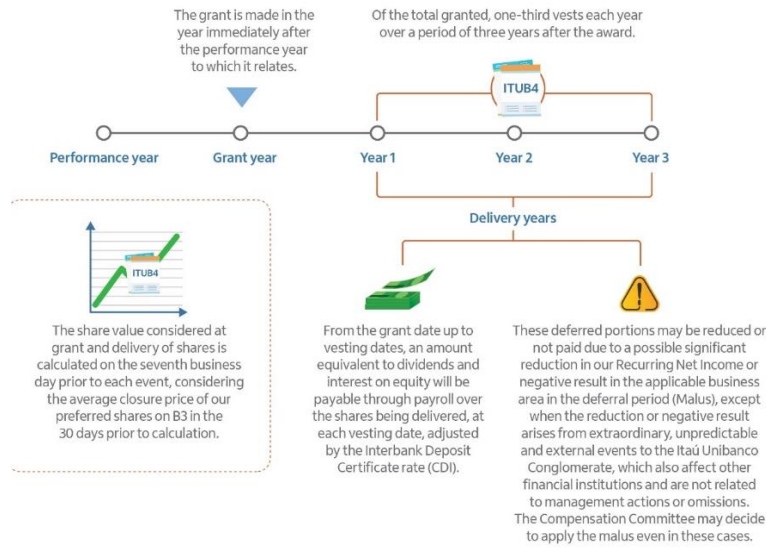 The grant is made in the
year immediately after
the performance year
to which it relates.
Of the total granted, one-third vests each year
over a period of three years after the award.
ITUB4
Performance year
Grant year
Year 1
Year 2
Year 3
Delivery years
ITUB4
The share value considered at
grant and delivery of shares is
calculated on the seventh business
day prior to each event, considering
the average closure price of our
preferred shares on B3 in the
30 days prior to calculation.
From the grant date up to
vesting dates, an amount
equivalent to dividends and
interest on equity will be
payable through payroll over
the shares being delivered, at
each vesting date, adjusted
by the Interbank Deposit
Certificate rate (CDI).
These deferred portions may be reduced or
not paid due to a possible significant
reduction in our Recurring Net Income or
negative result in the applicable business
area in the deferral period (Malus), except
when the reduction or negative result
arises from extraordinary, unpredictable
and external events to the Itaú Unibanco
Conglomerate, which also affect other
financial institutions and are not related
to management actions or omissions.
The Compensation Committee may decide
to apply the malus even in these cases.